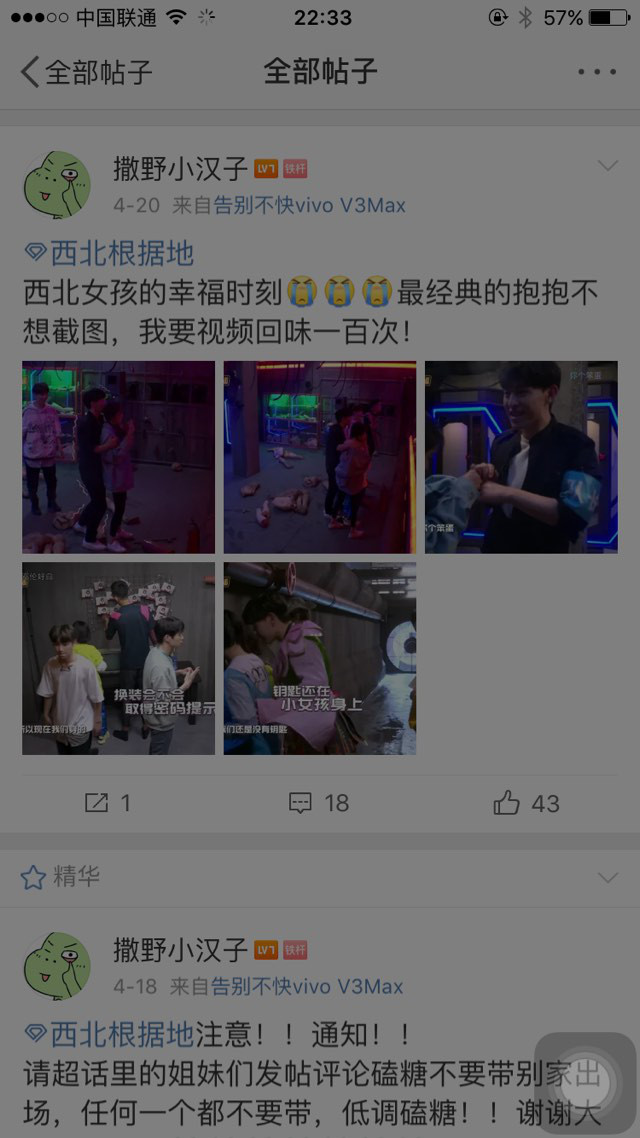 中国联通 22:33 57%
全部帖子 全部帖子
撒野小汉子 LV7 铁杆
4-20 来自告别不快vivo V3Max
西北根据地
西北女孩的幸福时刻😭😭😭最经典的抱抱不
想截图，我要视频回味一百次！
个笨蛋
换装会不会
取得密码提示
以现在我们等的
钥匙还在
小女孩身上
们还是没有钥匙
1 18 43
精华
撒野小汉子 LV7 铁杆
4-18 来自告别不快vivo V3Max
西北根据地注意！！通知！！
请超话里的姐妹们发帖评论磕糖不要带别家出
场，任何一个都不要带，低调磕糖！！谢谢大